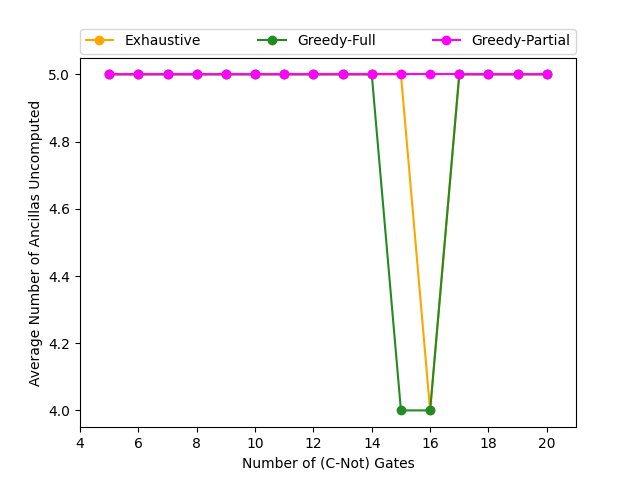 Exhaustive Greedy-Full Greedy-Partial
5.0
4.8
4.6
4.4
4.2
4.0
Average Number of Ancillas Uncomputed
4 6 8 10 12 14 16 18 20
Number of (C-Not) Gates